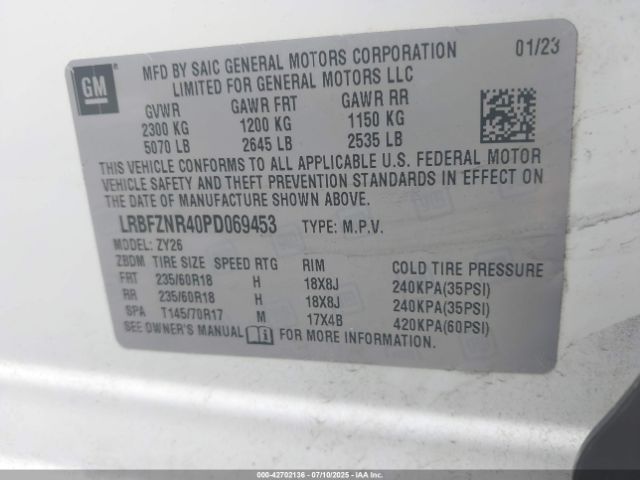 GM
MFD BY SAIC GENERAL MOTORS CORPORATION 01/23
LIMITED FOR GENERAL MOTORS LLC
GVWR GAWR FRT GAWR RR
2300 KG 1200 KG 1150 KG
5070 LB 2645 LB 2535 LB
THIS VEHICLE CONFORMS TO ALL APPLICABLE U.S. FEDERAL MOTOR
VEHICLE SAFETY AND THEFT PREVENTION STANDARDS IN EFFECT ON
THE DATE OF MANUFACTURE SHOWN ABOVE.
LRBFZNR40PD069453 TYPE: M.P.V.
MODEL: ZY26
ZBDM TIRE SIZE SPEED RTG RIM COLD TIRE PRESSURE
FRT 235/60R18 H 18X8J 240KPA(35PSI)
RR 235/60R18 H 18X8J 240KPA(35PSI)
SPA T145/70R17 M 17X4B 420KPA(60PSI)
SEE OWNER'S MANUAL FOR MORE INFORMATION.
000-42702136 - 07/10/2025 - IAAI.CA